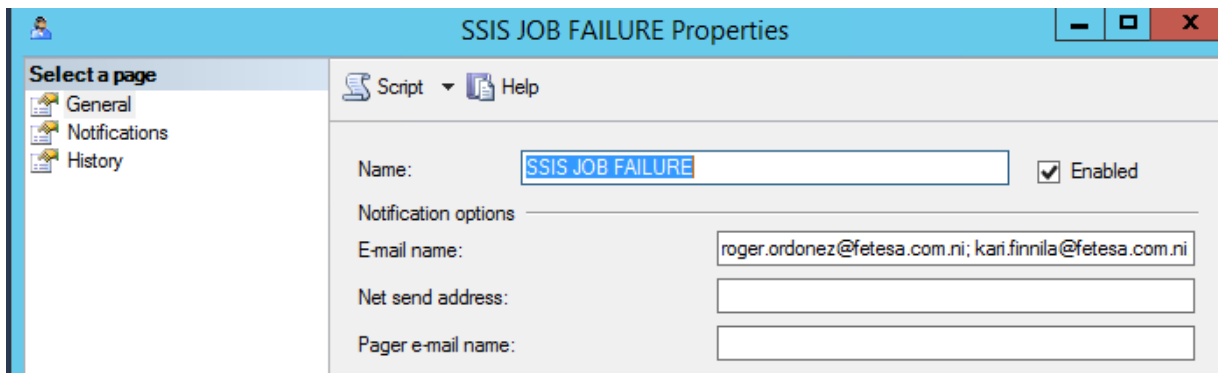 SSIS JOB FAILURE Properties
Select a page
General
Notifications
History
Script
Help
Name:
SSIS JOB FAILURE
Enabled
Notification options
E-mail name:
roger.ordonez@fetesa.com.ni; kari.finnila@fetesa.com.ni
Net send address:
Pager e-mail name: